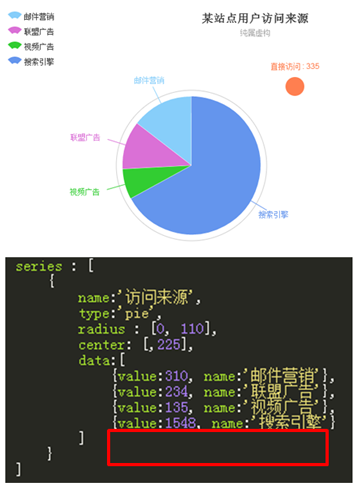 邮件营销
联盟广告
视频广告
搜索引擎
某站点用户访问来源
纯属虚构
直接访问 : 335
邮件营销
联盟广告
视频广告
搜索引擎
series : [
{
name:'访问来源',
type:'pie',
radius : [0, 110],
center: [,225],
data:[
{value:310, name:'邮件营销'},
{value:234, name:'联盟广告'},
{value:135, name:'视频广告'},
{value:1548, name:'搜索引擎'}
]
}
]